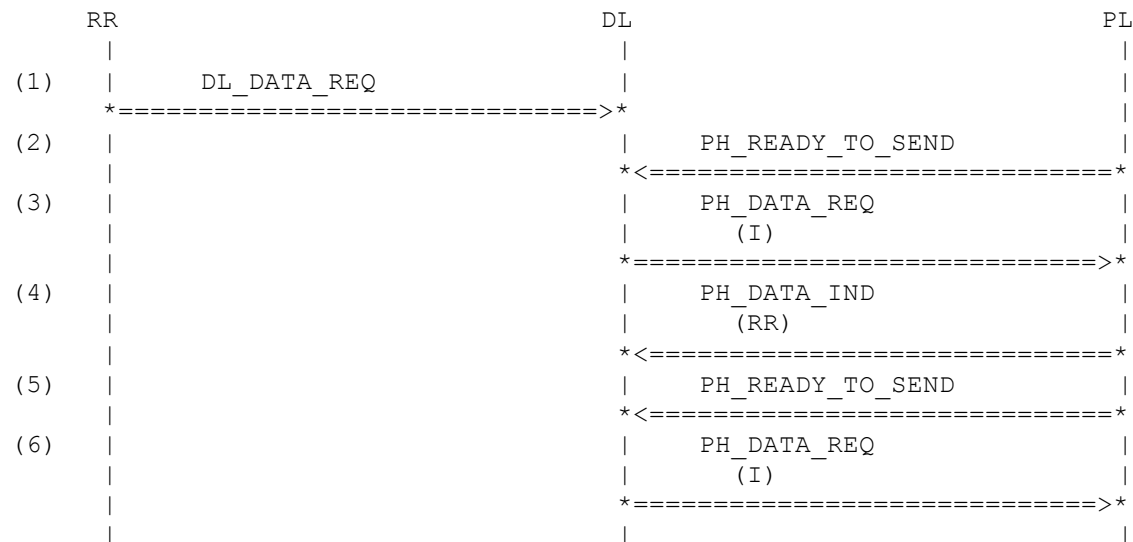 RR DL PL
| | |
(1) | DL_DATA_REQ | |
*==============================>* |
(2) | | PH_READY_TO_SEND |
| *<=============================*
(3) | | PH_DATA_REQ |
| | (I) |
| *=============================>*
(4) | | PH_DATA_IND |
| | (RR) |
| *<=============================*
(5) | | PH_READY_TO_SEND |
| *<=============================*
(6) | | PH_DATA_REQ |
| | (I) |
| *=============================>*
| | |